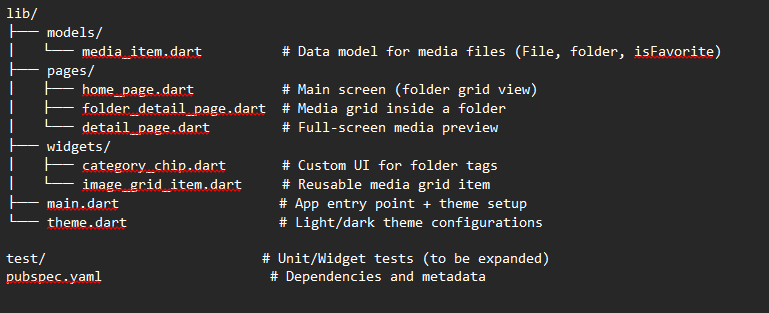 lib/
├── models/
│   └── media_item.dart          # Data model for media files (File, folder, isFavorite)
├── pages/
│   ├── home_page.dart           # Main screen (folder grid view)
│   ├── folder_detail_page.dart  # Media grid inside a folder
│   └── detail_page.dart         # Full-screen media preview
├── widgets/
│   ├── category_chip.dart       # Custom UI for folder tags
│   └── image_grid_item.dart     # Reusable media grid item
├── main.dart                    # App entry point + theme setup
└── theme.dart                   # Light/dark theme configurations
test/                          # Unit/Widget tests (to be expanded)
pubspec.yaml                    # Dependencies and metadata